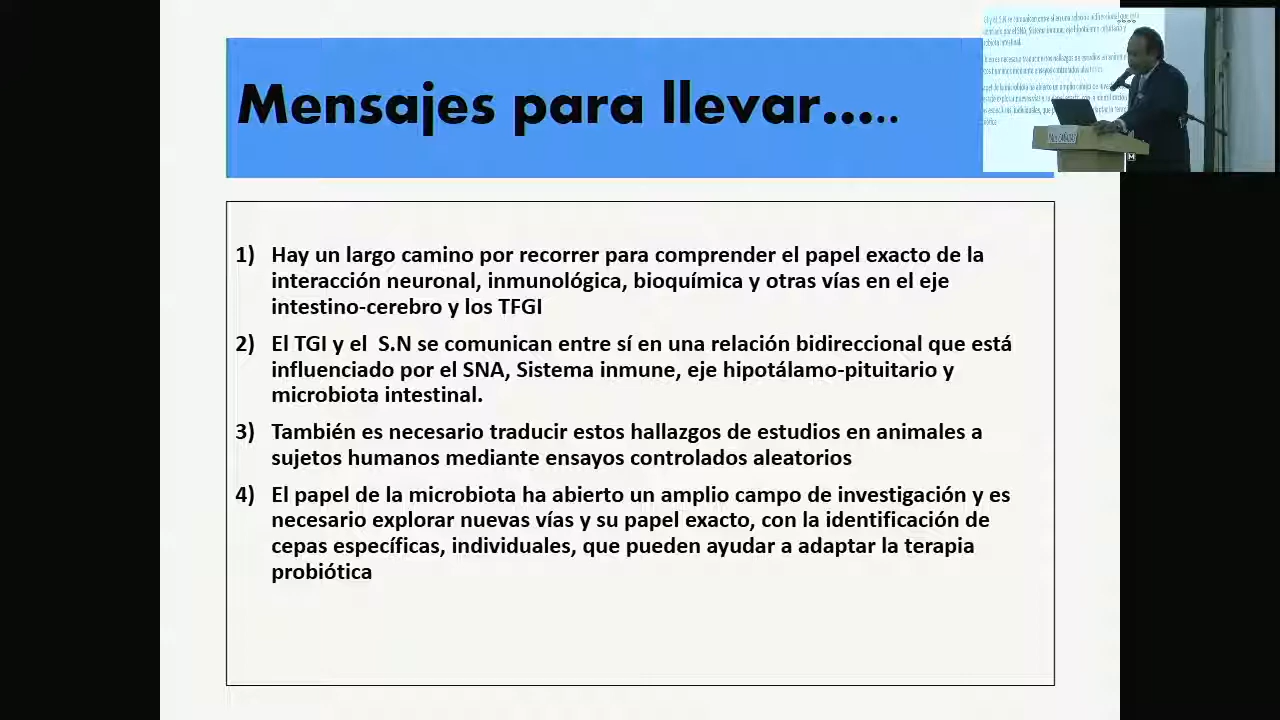 Mensajes para llevar.....
1) Hay un largo camino por recorrer para comprender el papel exacto de la
interacción neuronal, inmunológica, bioquímica y otras vías en el eje
intestino-cerebro y los TFGI
2) El TGI y el S.N se comunican entre sí en una relación bidireccional que está
influenciado por el SNA, Sistema inmune, eje hipotálamo-pituitario y
microbiota intestinal.
3) También es necesario traducir estos hallazgos de estudios en animales a
sujetos humanos mediante ensayos controlados aleatorios
4) El papel de la microbiota ha abierto un amplio campo de investigación y es
necesario explorar nuevas vías y su papel exacto, con la identificación de
cepas específicas, individuales, que pueden ayudar a adaptar la terapia
probiótica